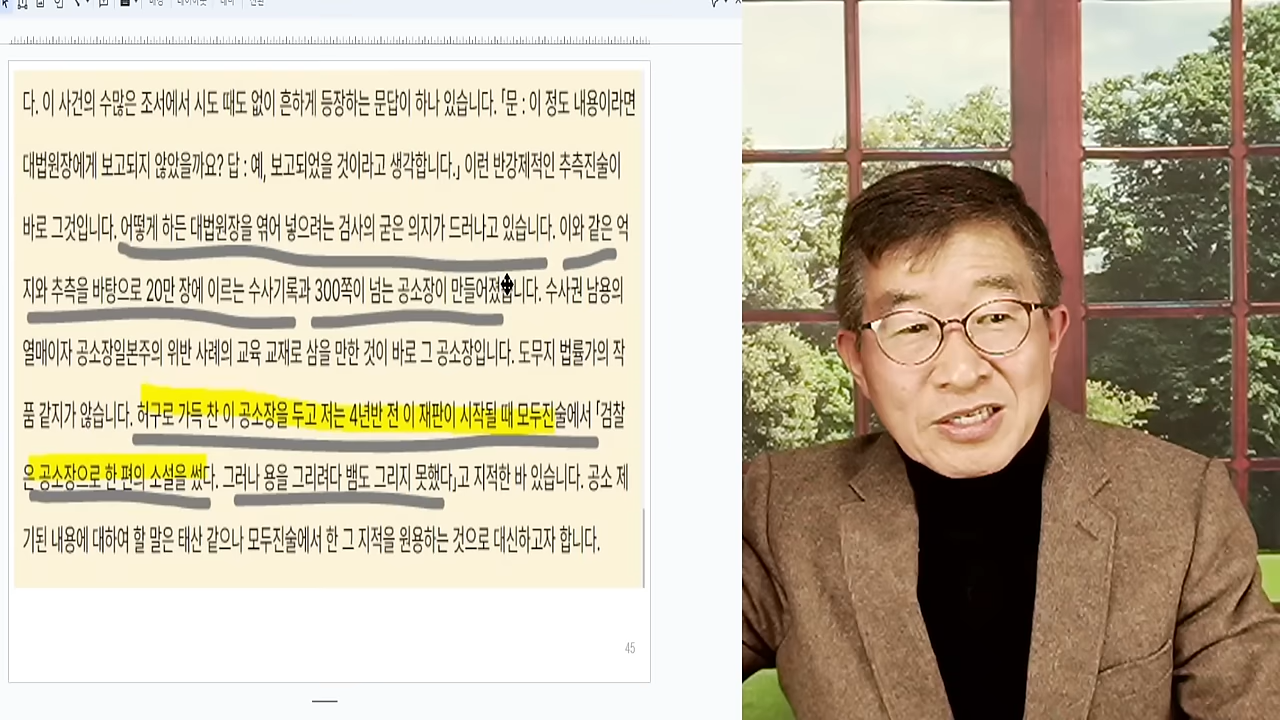 다. 이 사건의 수많은 조서에서 시도 때도 없이 흔하게 등장하는 문답이 하나 있습니다. 「문 : 이 정도 내용이라면
대법원장에게 보고되지 않았을까요? 답 : 예, 보고되었을 것이라고 생각합니다.」 이런 반강제적인 추측진술이
바로 그것입니다. 어떻게 하든 대법원장을 엮어 넣으려는 검사의 굳은 의지가 드러나고 있습니다. 이와 같은 억
지와 추측을 바탕으로 20만 장에 이르는 수사기록과 300쪽이 넘는 공소장이 만들어졌습니다. 수사권 남용의
열매이자 공소장일본주의 위반 사례의 교육 교재로 삼을 만한 것이 바로 그 공소장입니다. 도무지 법률가의 작
품 같지가 않습니다. 허구로 가득 찬 이 공소장을 두고 저는 4년반 전 이 재판이 시작될 때 모두진술에서 「검찰
은 공소장으로 한 편의 소설을 썼다. 그러나 용을 그리려다 뱀도 그리지 못했다」고 지적한 바 있습니다. 공소 제
기된 내용에 대하여 할 말은 태산 같으나 모두진술에서 한 그 지적을 원용하는 것으로 대신하고자 합니다.
45